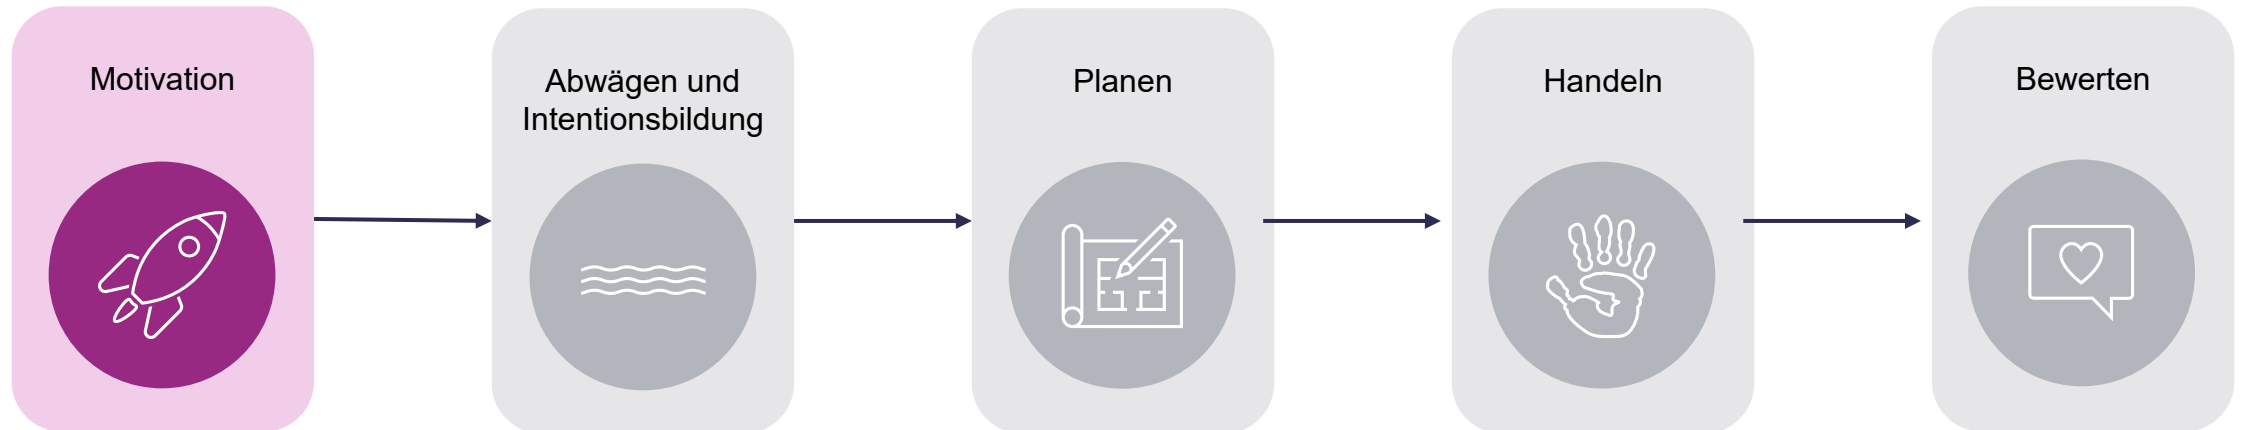 Motivation
Abwägen und
Intentionsbildung
Planen
Handeln
Bewerten